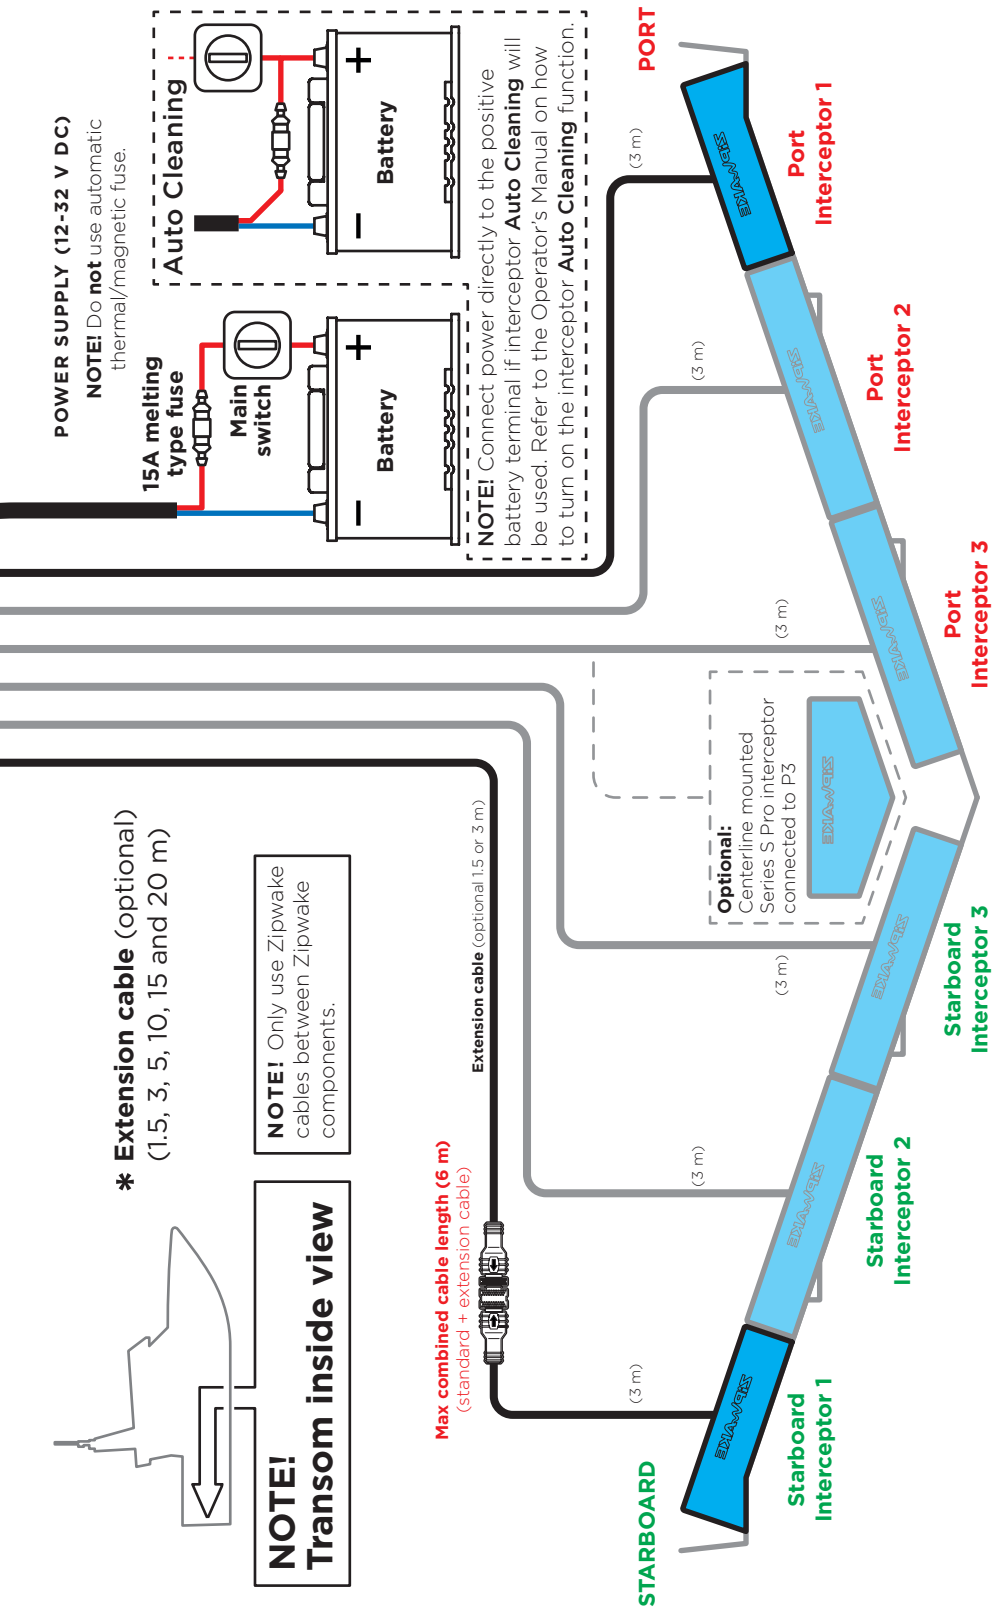 POWER SUPPLY (12-32 V DC)
NOTE! Do not use automatic
thermal/magnetic fuse.
15A melting
type fuse
Main
switch
Battery
+
−
Auto Cleaning
Battery
+
−
NOTE! Connect power directly to the positive
battery terminal if interceptor Auto Cleaning will
be used. Refer to the Operator's Manual on how
to turn on the interceptor Auto Cleaning function.
* Extension cable (optional)
(1.5, 3, 5, 10, 15 and 20 m)
NOTE! Only use Zipwake
cables between Zipwake
components.
NOTE!
Transom inside view
Max combined cable length (6 m)
(standard + extension cable)
Extension cable (optional 1.5 or 3 m)
STARBOARD
PORT
(3 m)
(3 m)
(3 m)
(3 m)
(3 m)
(3 m)
Optional:
Centerline mounted
Series S Pro interceptor
connected to P3
ZIPWAKE
ZIPWAKE
ZIPWAKE
ZIPWAKE
ZIPWAKE
ZIPWAKE
ZIPWAKE
Starboard
Interceptor 1
Starboard
Interceptor 2
Starboard
Interceptor 3
Port
Interceptor 3
Port
Interceptor 2
Port
Interceptor 1